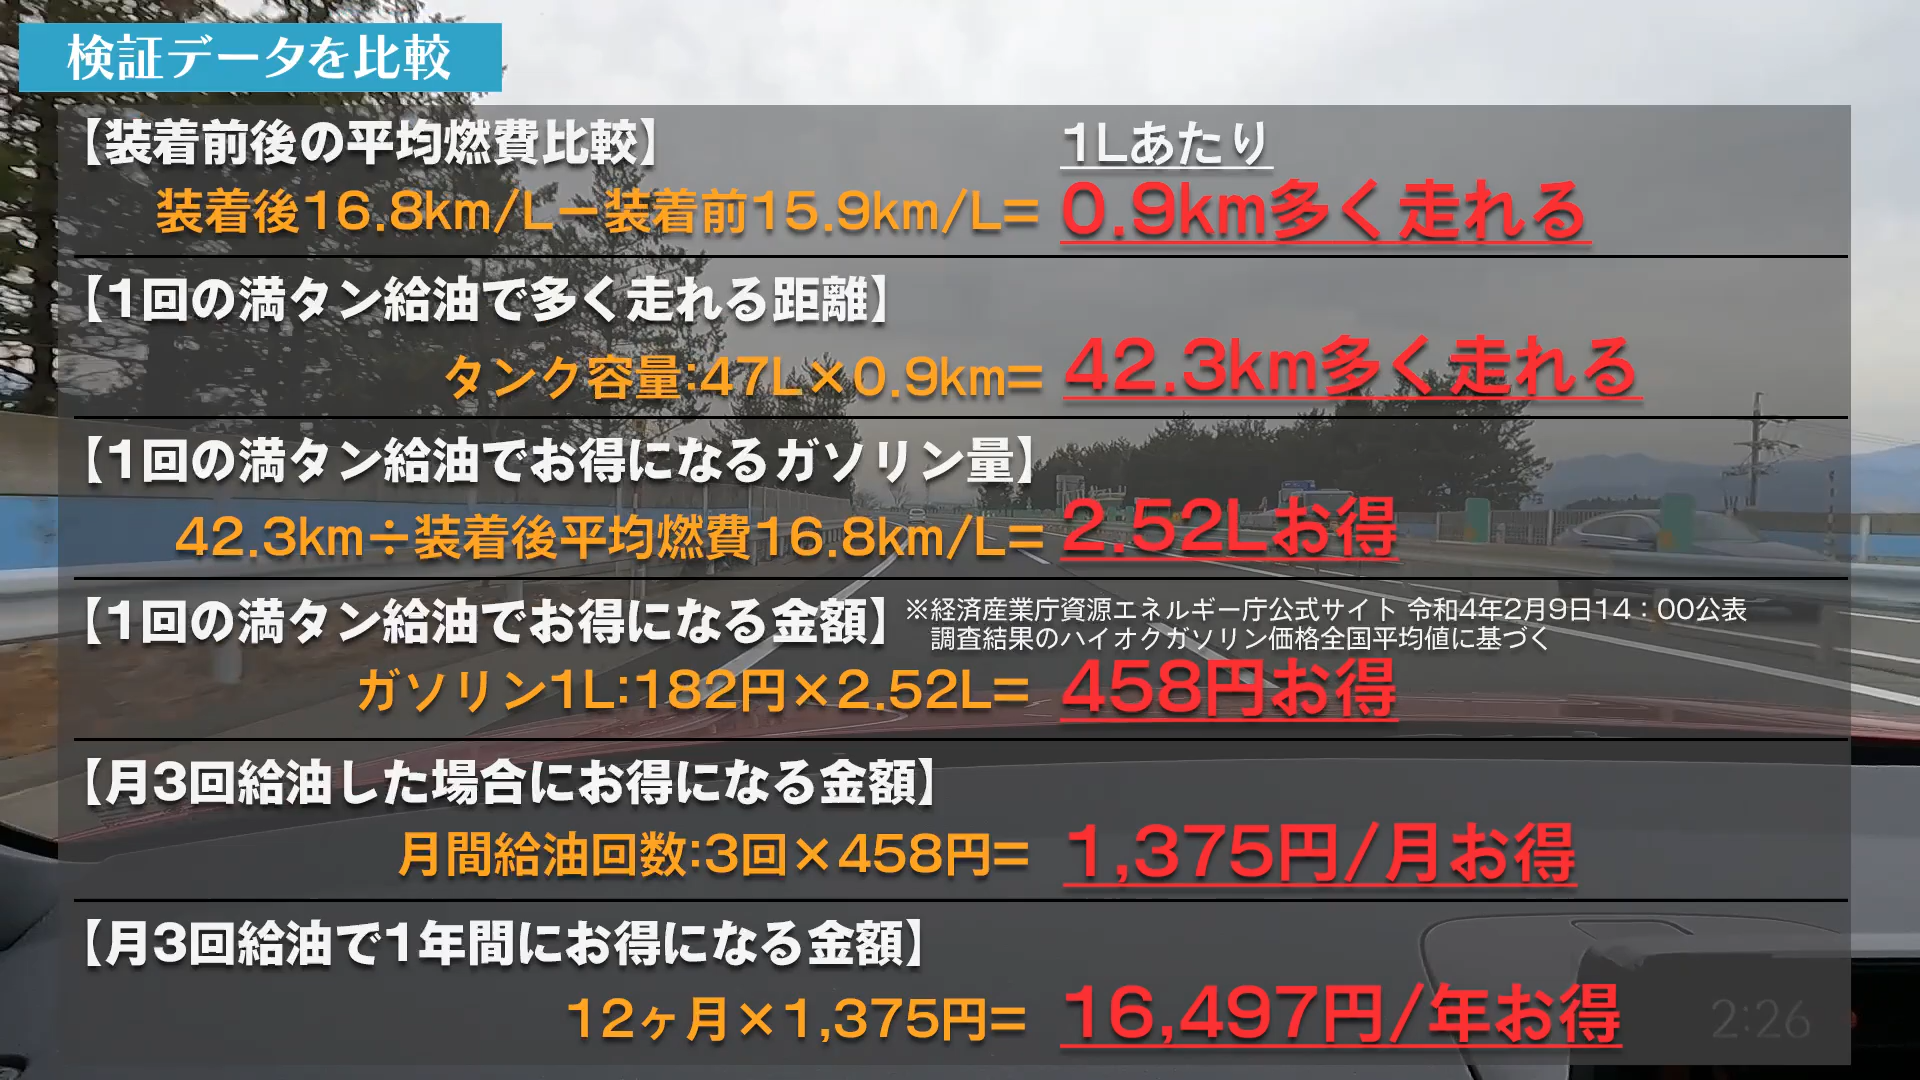 検証データを比較
【装着前後の平均燃費比較】 1Lあたり
装着後16.8km/L－装着前15.9km/L= 0.9km多く走れる
【1回の満タン給油で多く走れる距離】
タンク容量:47L×0.9km= 42.3km多く走れる
【1回の満タン給油でお得になるガソリン量】
42.3km÷装着後平均燃費16.8km/L= 2.52Lお得
【1回の満タン給油でお得になる金額】 ※経済産業庁資源エネルギー庁公式サイト 令和4年2月9日14：00公表
調査結果のハイオクガソリン価格全国平均値に基づく
ガソリン1L:182円×2.52L= 458円お得
【月3回給油した場合にお得になる金額】
月間給油回数:3回×458円= 1,375円/月お得
【月3回給油で1年間にお得になる金額】
12ヶ月×1,375円= 16,497円/年お得
2:26